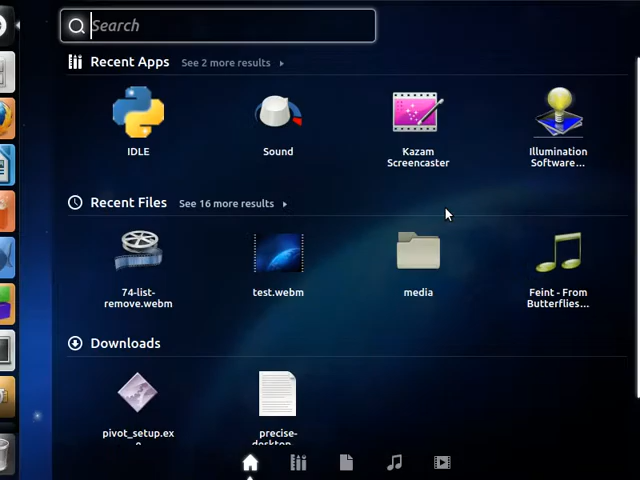 Search
Recent Apps See 2 more results
IDLE
Sound
Kazam
Screencaster
Illumination
Software...
Recent Files See 16 more results
74-list-
remove.webm
test.webm
media
Feint - From
Butterflies...
Downloads
pivot_setup.ex
precise-
desktop